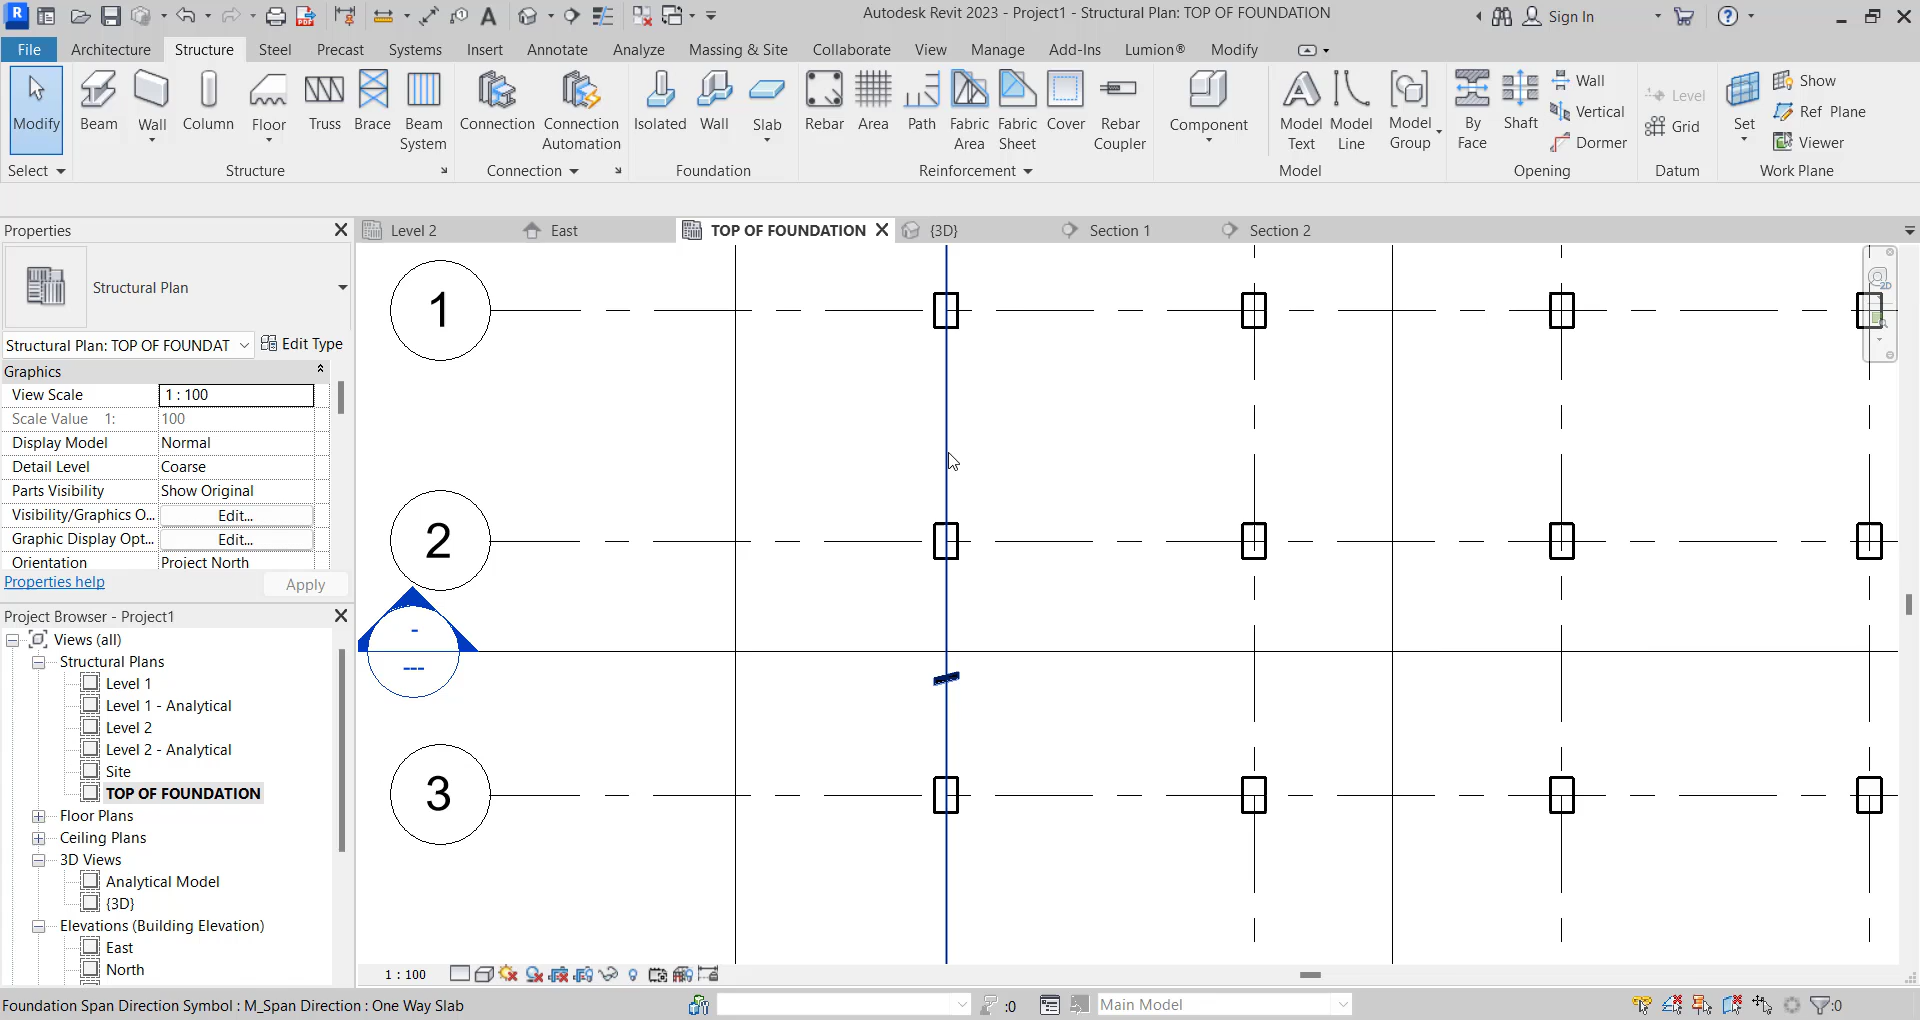 Autodesk Revit 2023 - Project1 - Structural Plan: TOP OF FOUNDATION
Sign In
File Architecture Structure Steel Precast Systems Insert Annotate Analyze Massing & Site Collaborate View Manage Add-Ins Lumion® Modify
Modify
Beam
Wall
Column
Floor
Truss
Brace
Beam System
Connection
Connection Automation
Isolated
Wall
Slab
Rebar
Area
Path
Fabric Area
Fabric Sheet
Cover
Rebar Coupler
Component
Model Text
Model Line
Model Group
By Face
Shaft
Wall
Vertical
Dormer
Level
Grid
Set
Show
Ref Plane
Viewer
Select
Structure
Connection
Foundation
Reinforcement
Model
Opening
Datum
Work Plane
Properties
Structural Plan
Structural Plan: TOP OF FOUNDAT
Edit Type
Graphics
View Scale 1 : 100
Scale Value 1: 100
Display Model Normal
Detail Level Coarse
Parts Visibility Show Original
Visibility/Graphics O... Edit...
Graphic Display Opt... Edit...
Orientation Project North
Properties help
Apply
Project Browser - Project1
Views (all)
Structural Plans
Level 1
Level 1 - Analytical
Level 2
Level 2 - Analytical
Site
TOP OF FOUNDATION
Floor Plans
Ceiling Plans
3D Views
Analytical Model
{3D}
Elevations (Building Elevation)
East
North
Level 2
East
TOP OF FOUNDATION
{3D}
Section 1
Section 2
2D
1
2
-
---
3
1 : 100
Foundation Span Direction Symbol : M_Span Direction : One Way Slab
:0
Main Model
:0